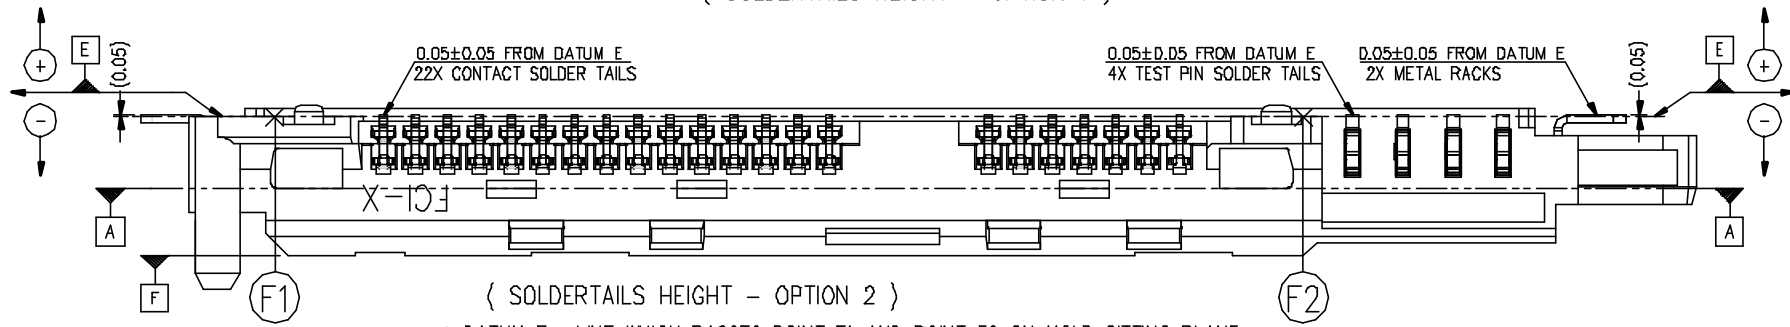 E
(0.05)
0.05±0.05 FROM DATUM E
22X CONTACT SOLDER TAILS
0.05±0.05 FROM DATUM E
4X TEST PIN SOLDER TAILS
0.05±0.05 FROM DATUM E
2X METAL RACKS
(0.05)
E
+
-
+
-
FCI-X
A
A
F
F1
F2
( SOLDERTAILS HEIGHT - OPTION 2 )